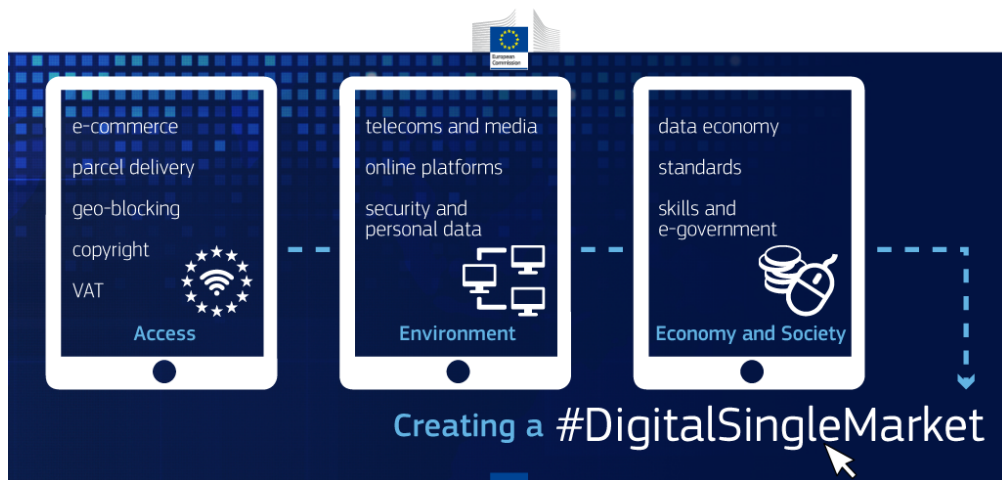 European
Commission
e-commerce
parcel delivery
geo-blocking
copyright
VAT
Access
telecoms and media
online platforms
security and
personal data
Environment
data economy
standards
skills and
e-government
Economy and Society
Creating a #DigitalSingleMarket